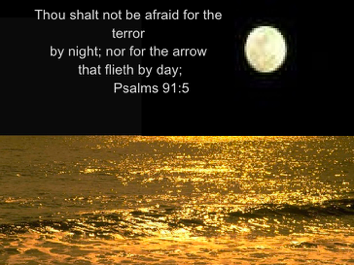 Thou shalt not be afraid for the
terror
by night; nor for the arrow
that flieth by day;
Psalms 91:5